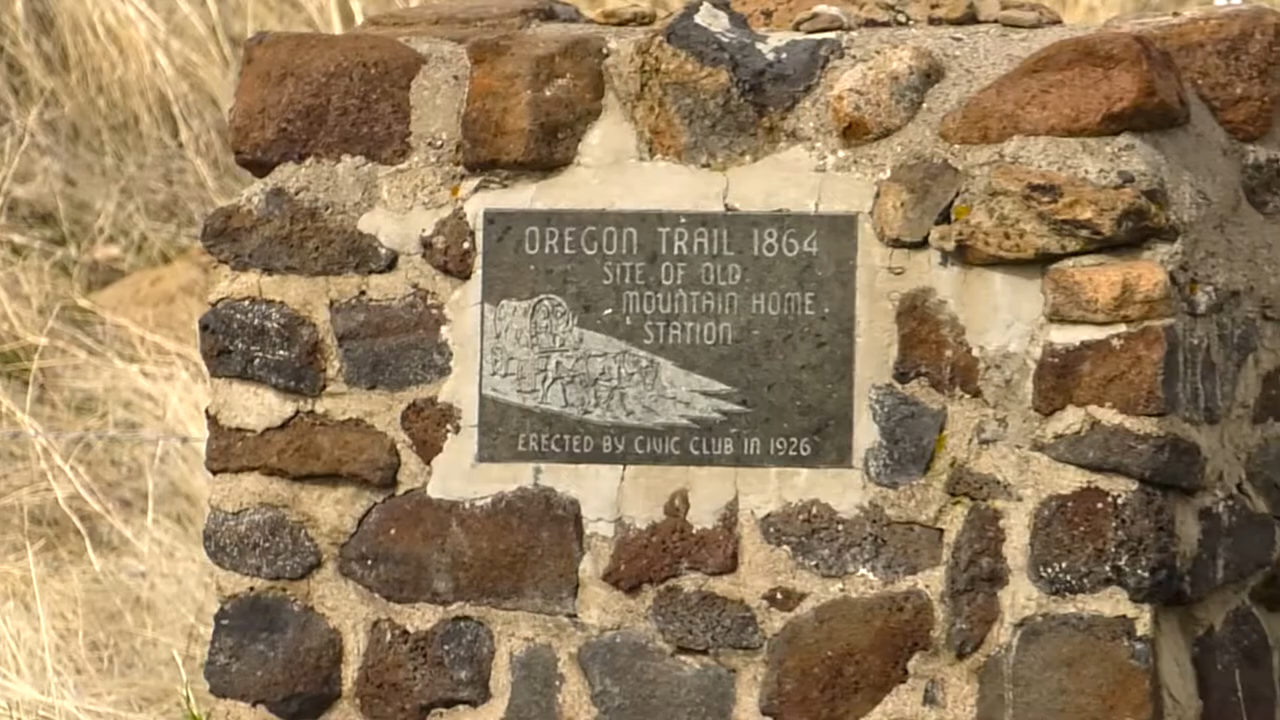 OREGON TRAIL 1864
SITE OF OLD
MOUNTAIN HOME
STATION
ERECTED BY CIVIC CLUB IN 1926